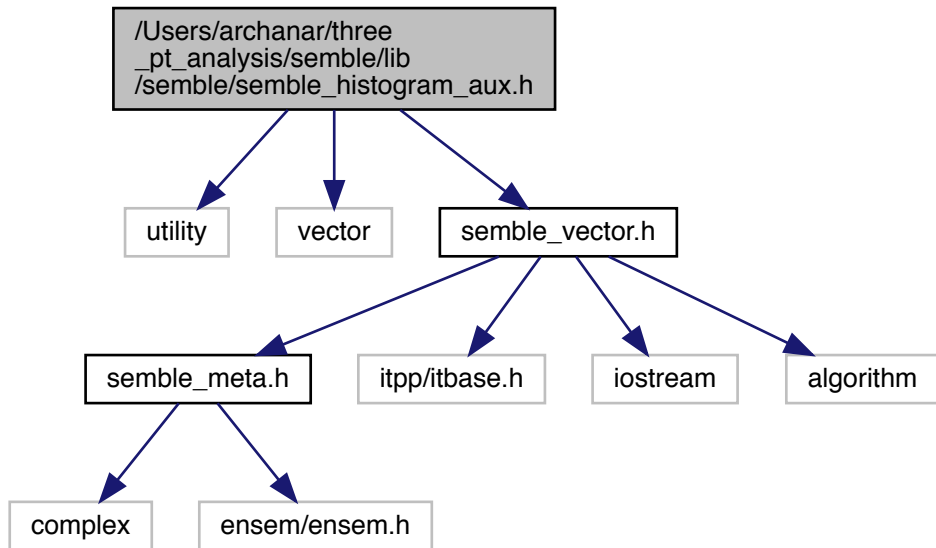 /Users/archanar/three
_pt_analysis/semble/lib
/semble/semble_histogram_aux.h
utility
vector
semble_vector.h
semble_meta.h
itpp/itbase.h
iostream
algorithm
complex
ensem/ensem.h